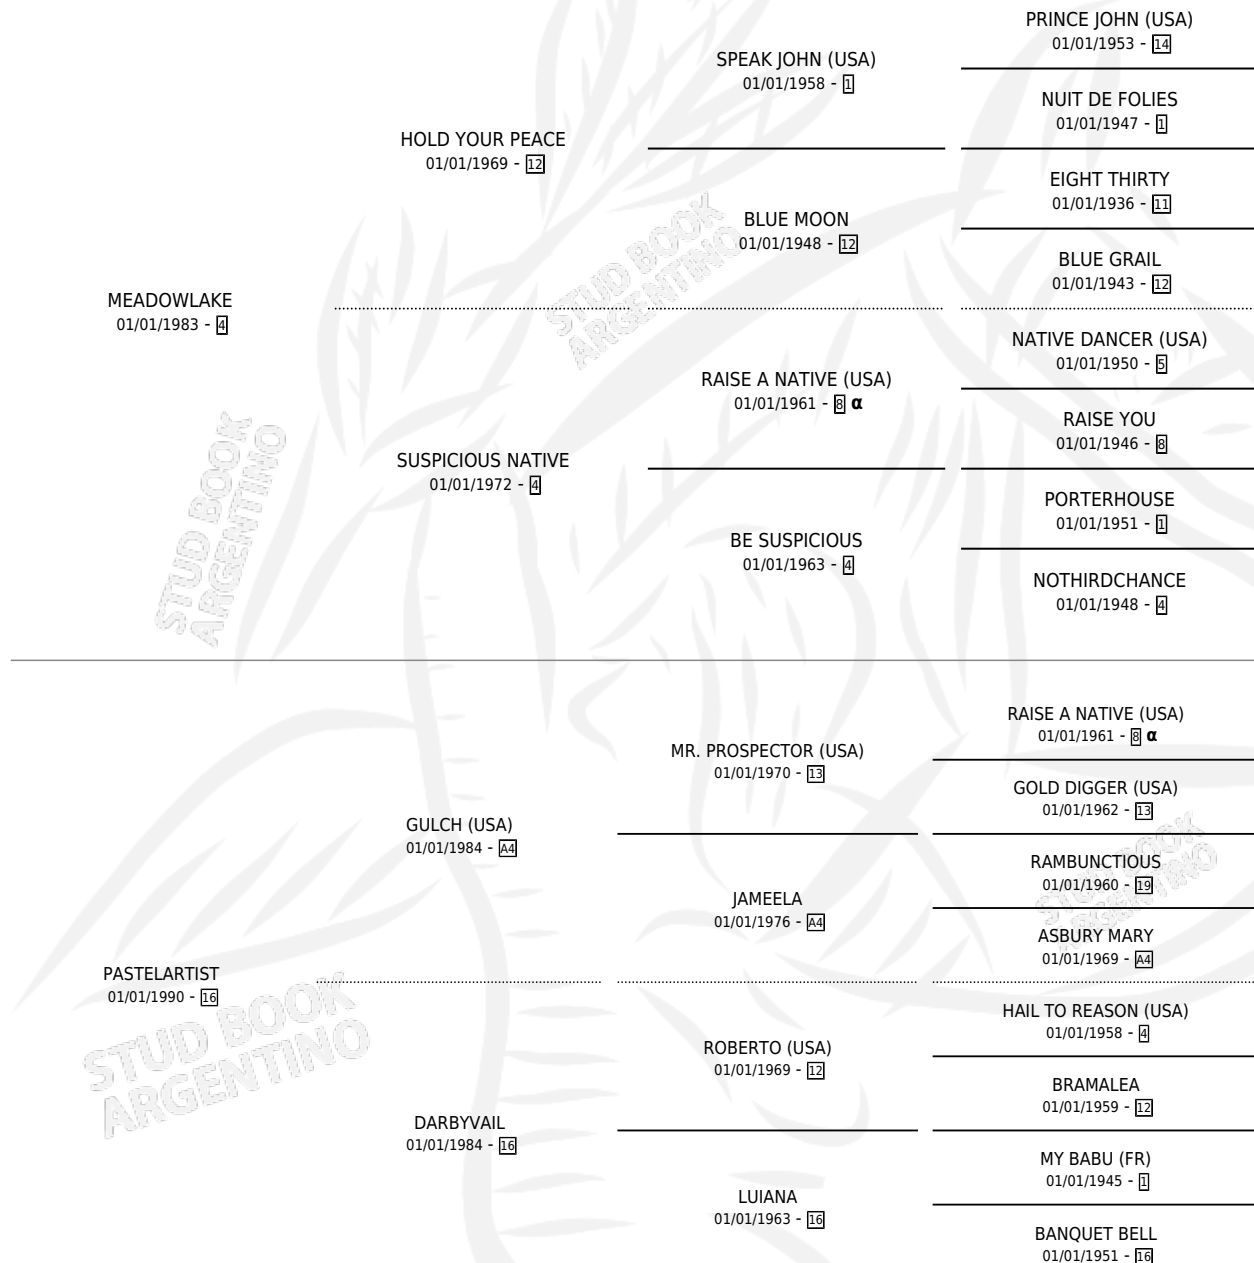 PRINCE JOHN (USA)
01/01/1953 - 14
SPEAK JOHN (USA)
01/01/1958 - 1
NUIT DE FOLIES
01/01/1947 - 1
HOLD YOUR PEACE
01/01/1969 - 12
EIGHT THIRTY
01/01/1936 - 11
BLUE MOON
01/01/1948 - 12
BLUE GRAIL
01/01/1943 - 12
MEADOWLAKE
01/01/1983 - 4
STUD BOOK
ARGENTINO
NATIVE DANCER (USA)
01/01/1950 - 5
RAISE A NATIVE (USA)
01/01/1961 - 8 α
RAISE YOU
01/01/1946 - 8
SUSPICIOUS NATIVE
01/01/1972 - 4
PORTERHOUSE
01/01/1951 - 1
BE SUSPICIOUS
01/01/1963 - 4
NOTHIRDCHANCE
01/01/1948 - 4
STUD BOOK
ARGENTINO
RAISE A NATIVE (USA)
01/01/1961 - 8 α
MR. PROSPECTOR (USA)
01/01/1970 - 13
GOLD DIGGER (USA)
01/01/1962 - 13
GULCH (USA)
01/01/1984 - A4
RAMBUNCTIOUS
01/01/1960 - 19
JAMEELA
01/01/1976 - A4
ASBURY MARY
01/01/1969 - A4
STUD BOOK
ARGENTINO
PASTELARTIST
01/01/1990 - 16
STUD BOOK
ARGENTINO
HAIL TO REASON (USA)
01/01/1958 - 4
ROBERTO (USA)
01/01/1969 - 12
BRAMALEA
01/01/1959 - 12
DARBYVAIL
01/01/1984 - 16
MY BABU (FR)
01/01/1945 - 1
LUIANA
01/01/1963 - 16
BANQUET BELL
01/01/1951 - 16